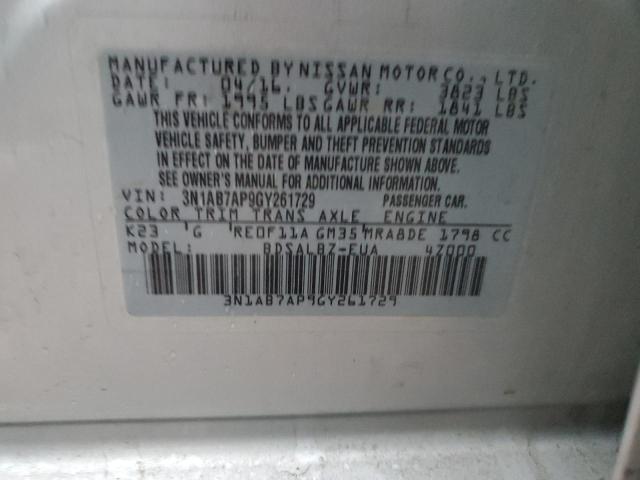 MANUFACTURED BY NISSAN MOTOR CO., LTD.
DATE: 04/16. GVWR: 3823 LBS
GAWR FR: 1995 LBS GAWR RR: 1841 LBS
THIS VEHICLE CONFORMS TO ALL APPLICABLE FEDERAL MOTOR
VEHICLE SAFETY, BUMPER AND THEFT PREVENTION STANDARDS
IN EFFECT ON THE DATE OF MANUFACTURE SHOWN ABOVE.
SEE OWNER'S MANUAL FOR ADDITIONAL INFORMATION.
VIN: 3N1AB7AP9GY261729 PASSENGER CAR.
COLOR TRIM TRANS AXLE ENGINE
K23 G RE0F11A GM35 MRA8DE 1798 CC
BDSALBZ-EUA 4Z000
3N1AB7AP9GY261729